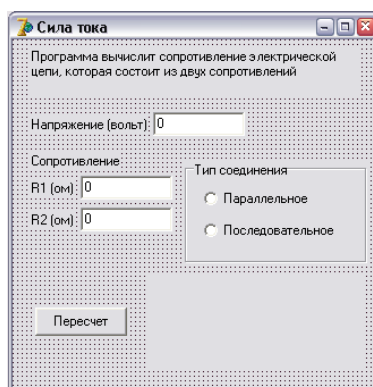 Сила тока
Программа вычислит сопротивление электрической
цепи, которая состоит из двух сопротивлений
Напряжение (вольт) 0
Сопротивление
R1 (ом) 0
R2 (ом) 0
Тип соединения
Параллельное
Последовательное
Пересчет